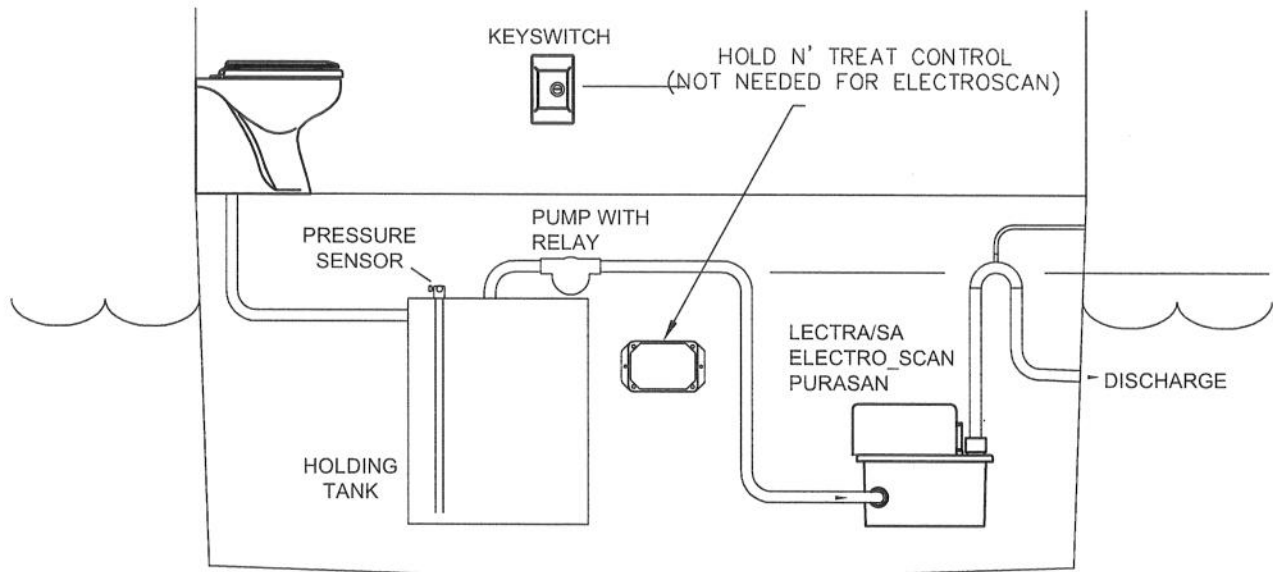 KEYSWITCH
HOLD N' TREAT CONTROL
(NOT NEEDED FOR ELECTROSCAN)
PUMP WITH
RELAY
PRESSURE
SENSOR
LECTRA/SA
ELECTRO_SCAN
PURASAN
DISCHARGE
HOLDING
TANK